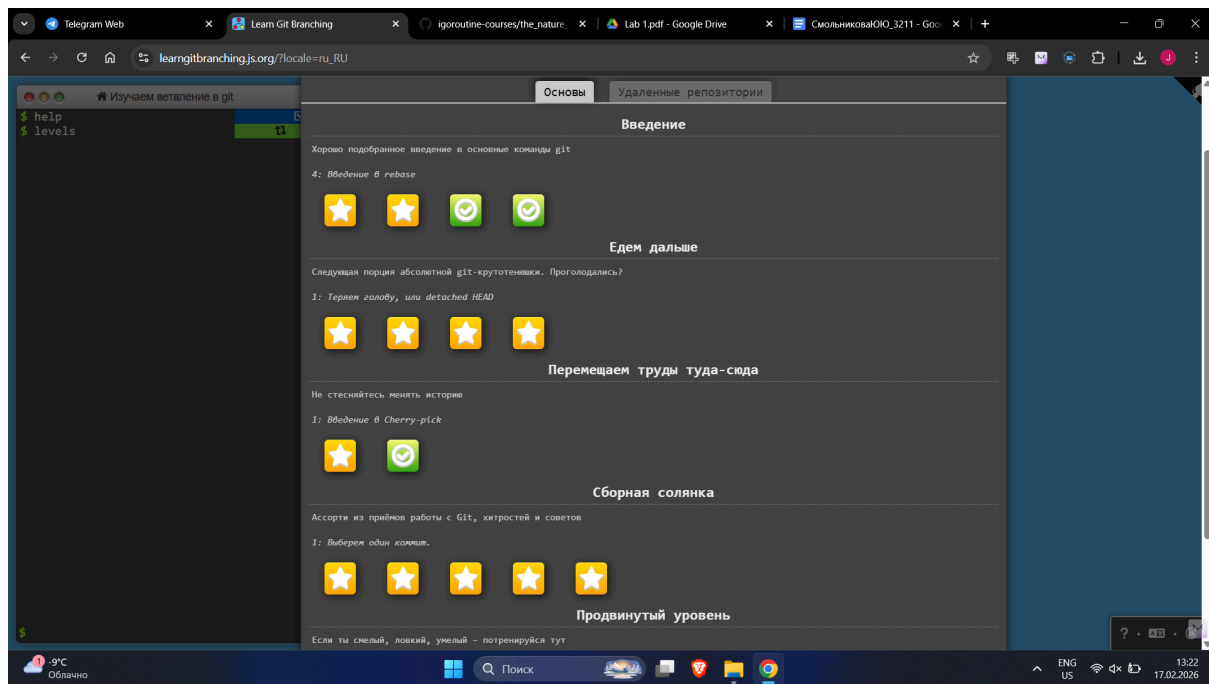 Telegram Web
Learn Git Branching
igoroutine-courses/the_nature_
Lab 1.pdf - Google Drive
СмольниковаЮЮ_3211 - Goo
learngitbranching.js.org/?locale=ru_RU
J
Изучаем ветвление в git
$ help
$ levels
$
Основы
Удаленные репозитории
Введение
Хорошо подобранное введение в основные команды git
4: Введение в rebase
Едем дальше
Следующая порция абсолютной git-крутотенюшки. Проголодались?
1: Теряем голову, или detached HEAD
Перемещаем труды туда-сюда
Не стесняйтесь менять историю
1: Введение в Cherry-pick
Сборная солянка
Ассорти из приёмов работы с Git, хитростей и советов
1: Выберем один коммит.
Продвинутый уровень
Если ты смелый, ловкий, умелый – потренируйся тут
?
1
-9°C
Облачно
Поиск
ENG
US
13:22
17.02.2026